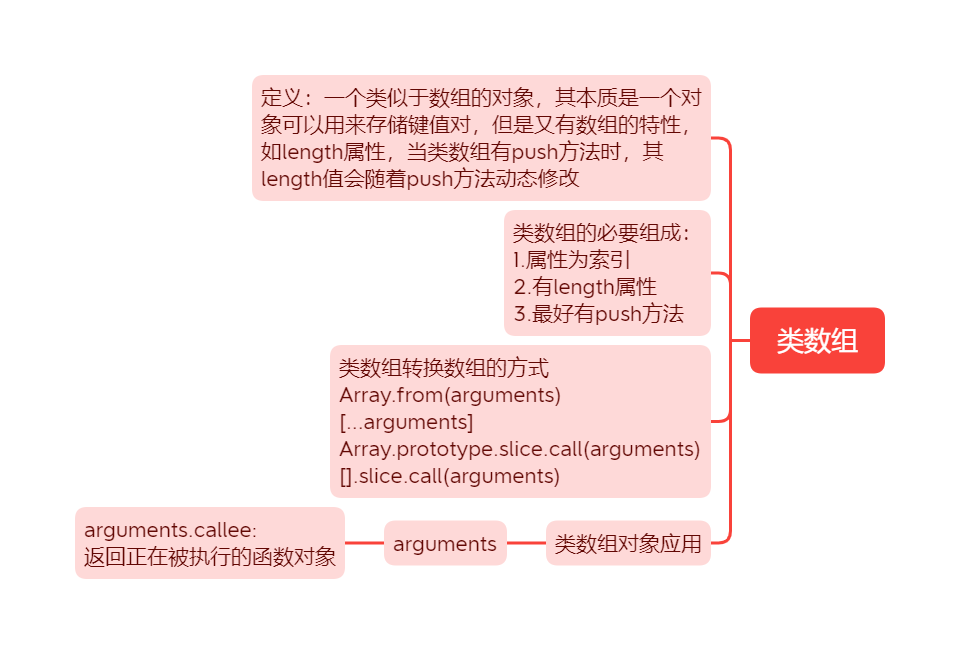 定义：一个类似于数组的对象，其本质是一个对
象可以用来存储键值对，但是又有数组的特性，
如length属性，当类数组有push方法时，其
length值会随着push方法动态修改
类数组的必要组成：
1.属性为索引
2.有length属性
3.最好有push方法
类数组
类数组转换数组的方式
Array.from(arguments)
[...arguments]
Array.prototype.slice.call(arguments)
[].slice.call(arguments)
arguments.callee:
返回正在被执行的函数对象
arguments
类数组对象应用